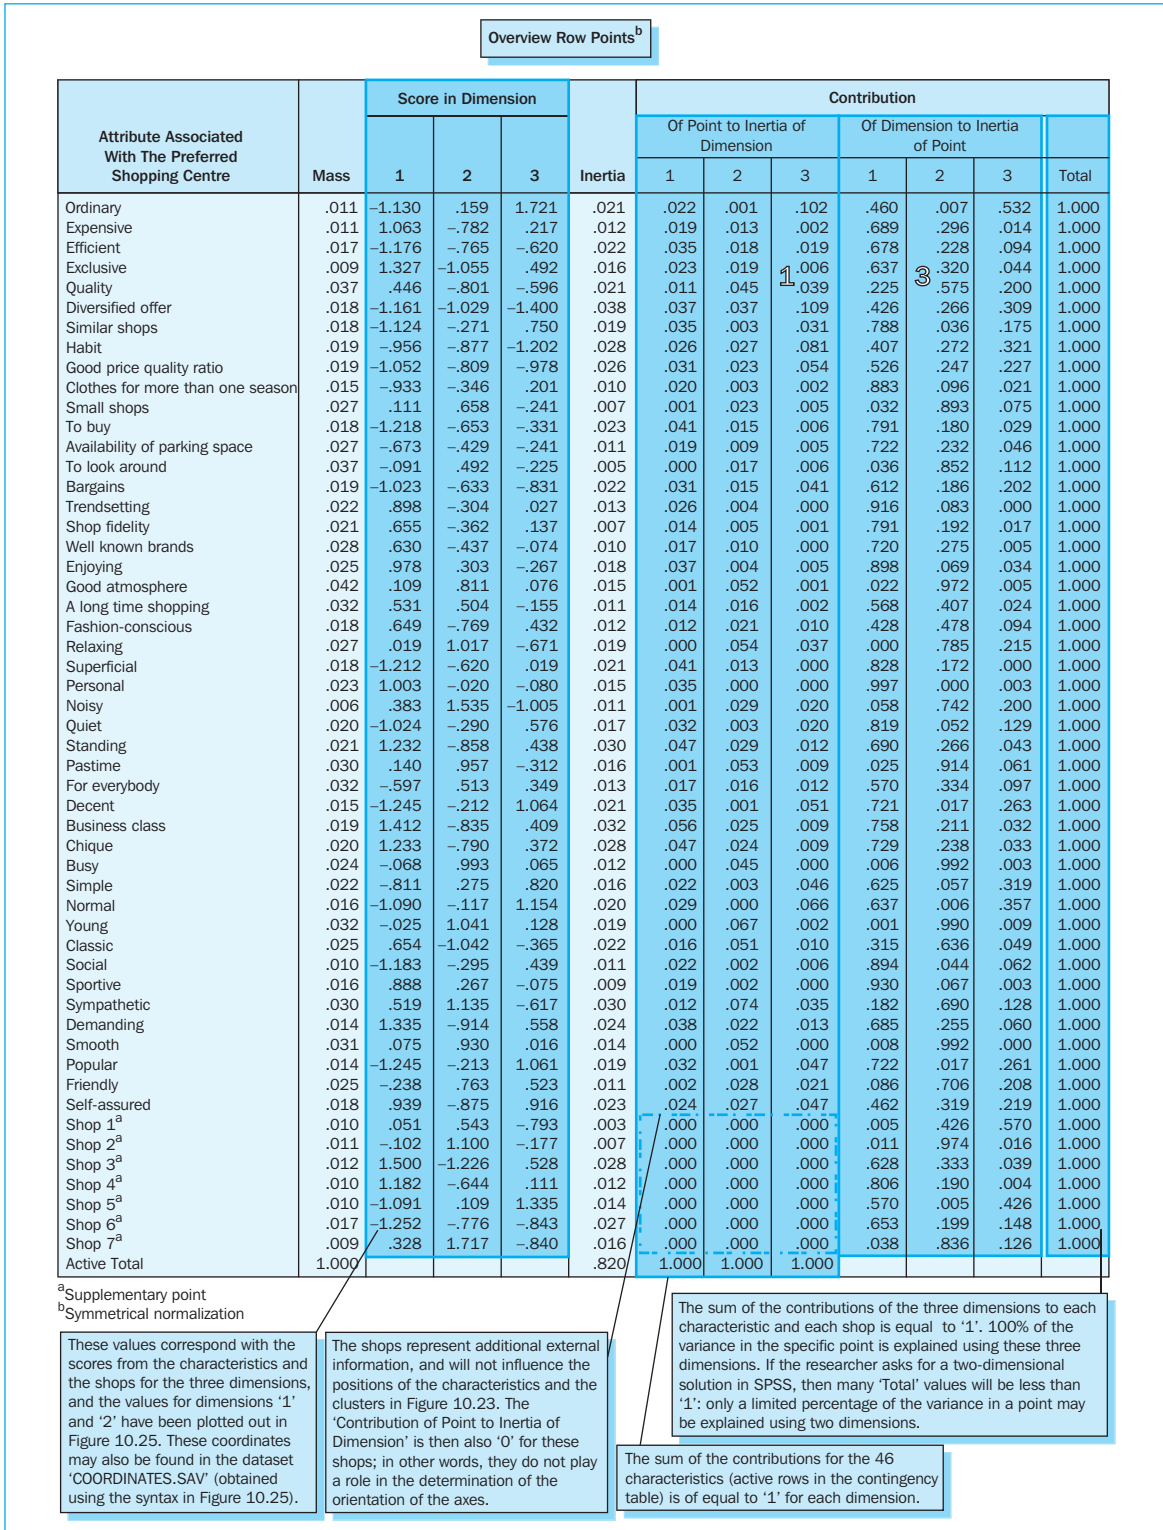 Overview Row Points^b
Attribute Associated With The Preferred Shopping Centre | Mass | Score in Dimension | Inertia | Contribution
Of Point to Inertia of Dimension | Of Dimension to Inertia of Point
1 | 2 | 3 | 1 | 2 | 3 | 1 | 2 | 3 | Total
Ordinary .011 –1.130 .159 1.721 .021 .022 .001 .102 .460 .007 .532 1.000
Expensive .011 1.063 –.782 .217 .012 .019 .013 .002 .689 .296 .014 1.000
Efficient .017 –1.176 –.765 –.620 .022 .035 .018 .019 .678 .228 .094 1.000
Exclusive .009 1.327 –1.055 .492 .016 .023 .019 .006 .637 .320 .044 1.000
1 3
Quality .037 .446 –.801 –.596 .021 .011 .045 .039 .225 .575 .200 1.000
Diversified offer .018 –1.161 –1.029 –1.400 .038 .037 .037 .109 .426 .266 .309 1.000
Similar shops .018 –1.124 –.271 .750 .019 .035 .003 .031 .788 .036 .175 1.000
Habit .019 –.956 –.877 –1.202 .028 .026 .027 .081 .407 .272 .321 1.000
Good price quality ratio .019 –1.052 –.809 –.978 .026 .031 .023 .054 .526 .247 .227 1.000
Clothes for more than one season .015 –.933 –.346 .201 .010 .020 .003 .002 .883 .096 .021 1.000
Small shops .027 .111 .658 –.241 .007 .001 .023 .005 .032 .893 .075 1.000
To buy .018 –1.218 –.653 –.331 .023 .041 .015 .006 .791 .180 .029 1.000
Availability of parking space .027 –.673 –.429 –.241 .011 .019 .009 .005 .722 .232 .046 1.000
To look around .037 –.091 .492 –.225 .005 .000 .017 .006 .036 .852 .112 1.000
Bargains .019 –1.023 –.633 –.831 .022 .031 .015 .041 .612 .186 .202 1.000
Trendsetting .022 .898 –.304 .027 .013 .026 .004 .000 .916 .083 .000 1.000
Shop fidelity .021 .655 –.362 .137 .007 .014 .005 .001 .791 .192 .017 1.000
Well known brands .028 .630 –.437 –.074 .010 .017 .010 .000 .720 .275 .005 1.000
Enjoying .025 .978 .303 –.267 .018 .037 .004 .005 .898 .069 .034 1.000
Good atmosphere .042 .109 .811 .076 .015 .001 .052 .001 .022 .972 .005 1.000
A long time shopping .032 .531 .504 –.155 .011 .014 .016 .002 .568 .407 .024 1.000
Fashion-conscious .018 .649 –.769 .432 .012 .012 .021 .010 .428 .478 .094 1.000
Relaxing .027 .019 1.017 –.671 .019 .000 .054 .037 .000 .785 .215 1.000
Superficial .018 –1.212 –.620 .019 .021 .041 .013 .000 .828 .172 .000 1.000
Personal .023 1.003 –.020 –.080 .015 .035 .000 .000 .997 .000 .003 1.000
Noisy .006 .383 1.535 –1.005 .011 .001 .029 .020 .058 .742 .200 1.000
Quiet .020 –1.024 –.290 .576 .017 .032 .003 .020 .819 .052 .129 1.000
Standing .021 1.232 –.858 .438 .030 .047 .029 .012 .690 .266 .043 1.000
Pastime .030 .140 .957 –.312 .016 .001 .053 .009 .025 .914 .061 1.000
For everybody .032 –.597 .513 .349 .013 .017 .016 .012 .570 .334 .097 1.000
Decent .015 –1.245 –.212 1.064 .021 .035 .001 .051 .721 .017 .263 1.000
Business class .019 1.412 –.835 .409 .032 .056 .025 .009 .758 .211 .032 1.000
Chique .020 1.233 –.790 .372 .028 .047 .024 .009 .729 .238 .033 1.000
Busy .024 –.068 .993 .065 .012 .000 .045 .000 .006 .992 .003 1.000
Simple .022 –.811 .275 .820 .016 .022 .003 .046 .625 .057 .319 1.000
Normal .016 –1.090 –.117 1.154 .020 .029 .000 .066 .637 .006 .357 1.000
Young .032 –.025 1.041 .128 .019 .000 .067 .002 .001 .990 .009 1.000
Classic .025 .654 –1.042 –.365 .022 .016 .051 .010 .315 .636 .049 1.000
Social .010 –1.183 –.295 .439 .011 .022 .002 .006 .894 .044 .062 1.000
Sportive .016 .888 .267 –.075 .009 .019 .002 .000 .930 .067 .003 1.000
Sympathetic .030 .519 1.135 –.617 .030 .012 .074 .035 .182 .690 .128 1.000
Demanding .014 1.335 –.914 .558 .024 .038 .022 .013 .685 .255 .060 1.000
Smooth .031 .075 .930 .016 .014 .000 .052 .000 .008 .992 .000 1.000
Popular .014 –1.245 –.213 1.061 .019 .032 .001 .047 .722 .017 .261 1.000
Friendly .025 –.238 .763 .523 .011 .002 .028 .021 .086 .706 .208 1.000
Self-assured .018 .939 –.875 .916 .023 .024 .027 .047 .462 .319 .219 1.000
Shop 1^a .010 .051 .543 –.793 .003 .000 .000 .000 .005 .426 .570 1.000
Shop 2^a .011 –.102 1.100 –.177 .007 .000 .000 .000 .011 .974 .016 1.000
Shop 3^a .012 1.500 –1.226 .528 .028 .000 .000 .000 .628 .333 .039 1.000
Shop 4^a .010 1.182 –.644 .111 .012 .000 .000 .000 .806 .190 .004 1.000
Shop 5^a .010 –1.091 .109 1.335 .014 .000 .000 .000 .570 .005 .426 1.000
Shop 6^a .017 –1.252 –.776 –.843 .027 .000 .000 .000 .653 .199 .148 1.000
Shop 7^a .009 .328 1.717 –.840 .016 .000 .000 .000 .038 .836 .126 1.000
Active Total 1.000 .820 1.000 1.000 1.000
^aSupplementary point
^bSymmetrical normalization
These values correspond with the
scores from the characteristics and
the shops for the three dimensions,
and the values for dimensions ‘1’
and ‘2’ have been plotted out in
Figure 10.25. These coordinates
may also be found in the dataset
‘COORDINATES.SAV’ (obtained
using the syntax in Figure 10.25).
The shops represent additional external
information, and will not influence the
positions of the characteristics and the
clusters in Figure 10.23. The
‘Contribution of Point to Inertia of
Dimension’ is then also ‘0’ for these
shops; in other words, they do not play
a role in the determination of the
orientation of the axes.
The sum of the contributions of the three dimensions to each
characteristic and each shop is equal to ‘1’. 100% of the
variance in the specific point is explained using these three
dimensions. If the researcher asks for a two-dimensional
solution in SPSS, then many ‘Total’ values will be less than
‘1’: only a limited percentage of the variance in a point may
be explained using two dimensions.
The sum of the contributions for the 46
characteristics (active rows in the contingency
table) is of equal to ‘1’ for each dimension.